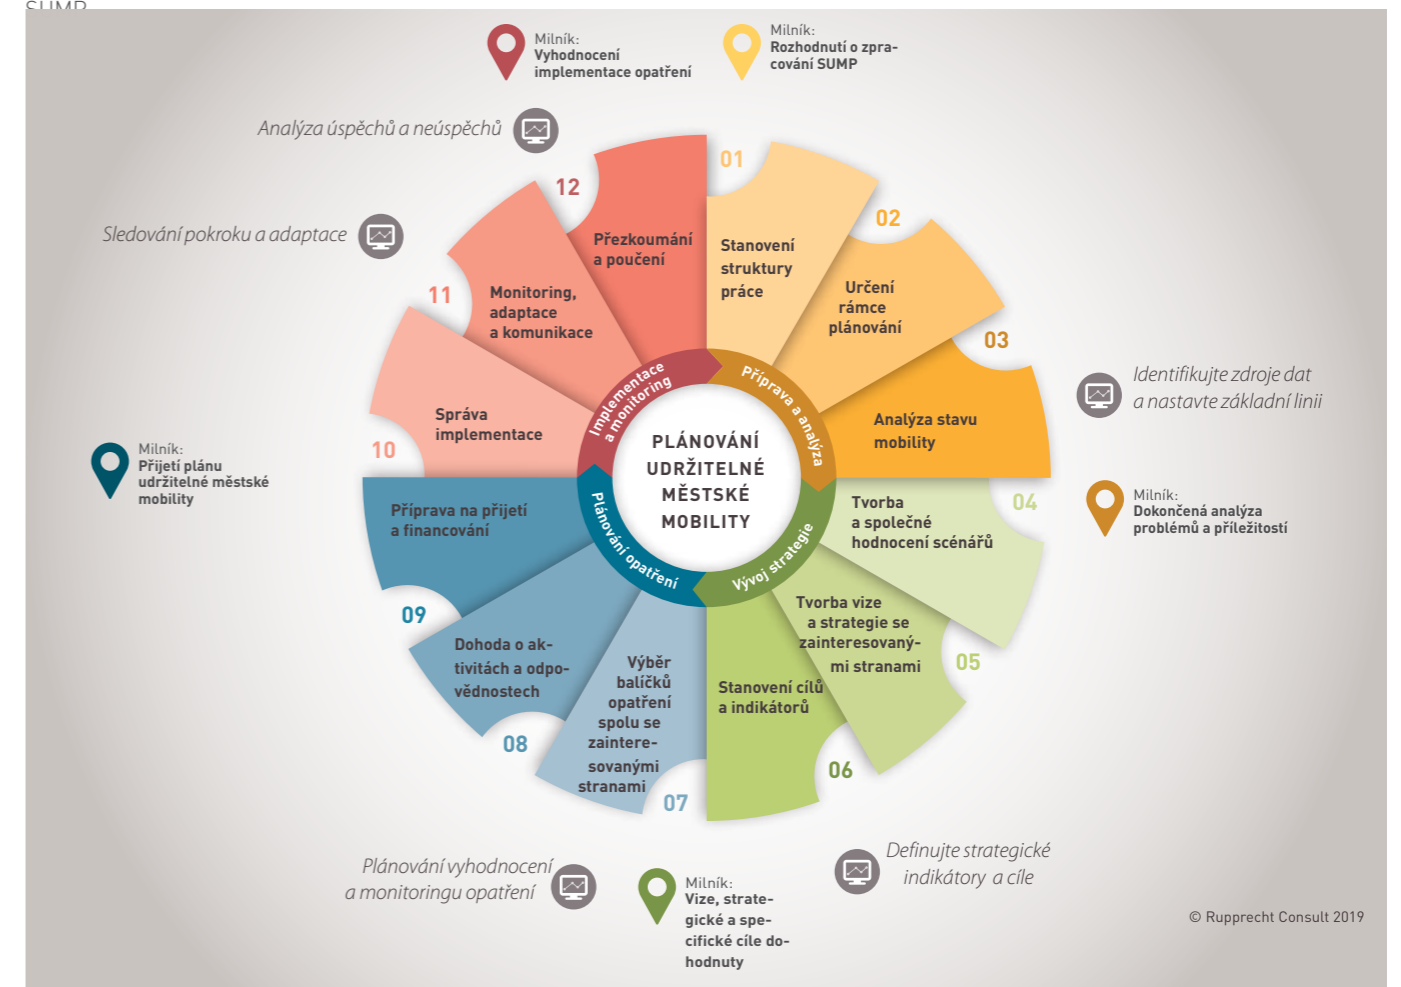 SUMP
Milník:
Vyhodnocení
implementace opatření
Milník:
Rozhodnutí o zpra-
cování SUMP
Analýza úspěchů a neúspěchů
Sledování pokroku a adaptace
01
Stanovení
struktury
práce
02
Určení
rámce
plánování
03
Analýza stavu
mobility
Identifikujte zdroje dat
a nastavte základní linii
Milník:
Dokončená analýza
problémů a příležitostí
04
Tvorba
a společné
hodnocení scénářů
05
Tvorba vize
a strategie se
zainteresovaný-
mi stranami
06
Stanovení cílů
a indikátorů
Definujte strategické
indikátory a cíle
Milník:
Vize, strate-
gické a spe-
cifické cíle do-
hodnuty
07
Výběr
balíčků
opatření
spolu se
zaintere-
sovanými
stranami
Plánování vyhodnocení
a monitoringu opatření
08
Dohoda o ak-
tivitách a odpo-
vědnostech
09
Příprava na přijetí
a financování
Milník:
Přijetí plánu
udržitelné městské
mobility
10
Správa
implementace
11
Monitoring,
adaptace
a komunikace
12
Přezkoumání
a poučení
Implementace
a monitoring
Příprava a analýza
Vývoj strategie
Plánování opatření
PLÁNOVÁNÍ
UDRŽITELNÉ
MĚSTSKÉ
MOBILITY
© Rupprecht Consult 2019